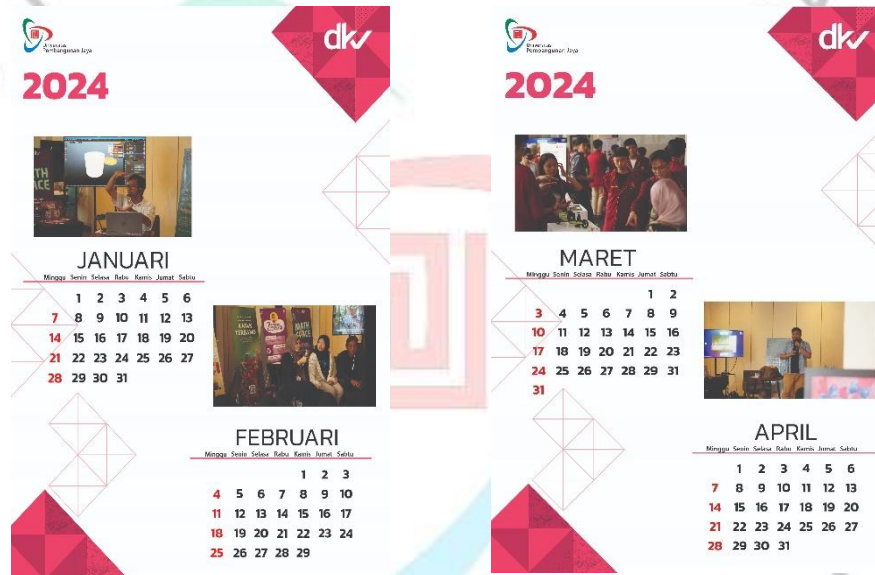 Universitas
Pembangunan Jaya
dkv
2024
MATH
SPACE
JANUARI
Minggu Senin Selasa Rabu Kamis Jumat Sabtu
1 2 3 4 5 6
7 8 9 10 11 12 13
14 15 16 17 18 19 20
21 22 23 24 25 26 27
28 29 30 31
MATH
SPACE
FEBRUARI
Minggu Senin Selasa Rabu Kamis Jumat Sabtu
1 2 3
4 5 6 7 8 9 10
11 12 13 14 15 16 17
18 19 20 21 22 23 24
25 26 27 28 29
Universitas
Pembangunan Jaya
dkv
2024
MARET
Minggu Senin Selasa Rabu Kamis Jumat Sabtu
1 2
3 4 5 6 7 8 9
10 11 12 13 14 15 16
17 18 19 20 21 22 23
24 25 26 27 28 29 31
31
APRIL
Minggu Senin Selasa Rabu Kamis Jumat Sabtu
1 2 3 4 5 6
7 8 9 10 11 12 13
14 15 16 17 18 19 20
21 22 23 24 25 26 27
28 29 30 31